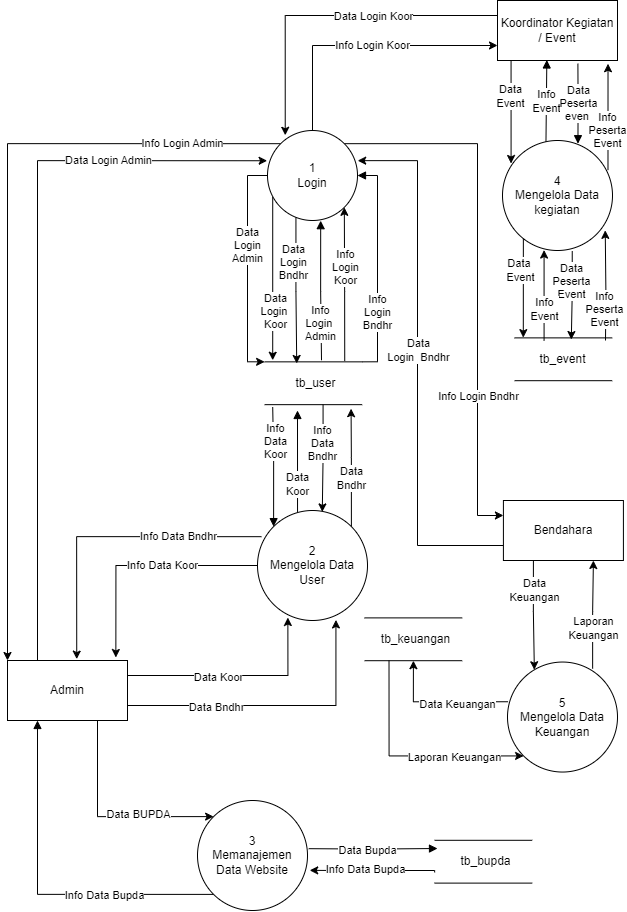 Data Login Koor
Koordinator Kegiatan
/ Event
Info Login Koor
Data
Event
Info
Event
Data
Peserta
even
Info
Peserta
Event
Info Login Admin
Data Login Admin
1
Login
4
Mengelola Data
kegiatan
Data
Login
Admin
Data
Login
Koor
Data
Login
Bndhr
Info
Login
Admin
Info
Login
Koor
Info
Login
Bndhr
Data
Event
Info
Event
Data
Peserta
Event
Info
Peserta
Event
Data
Login Bndhr
tb_event
tb_user
Info Login Bndhr
Info
Data
Koor
Data
Koor
Info
Data
Bndhr
Data
Bndhr
Info Data Bndhr
Info Data Koor
2
Mengelola Data
User
Bendahara
Data
Keuangan
Laporan
Keuangan
tb_keuangan
Admin
Data Koor
Data Bndhr
Data Keuangan
Laporan Keuangan
5
Mengelola Data
Keuangan
Data BUPDA
3
Memanajemen
Data Website
Data Bupda
Info Data Bupda
tb_bupda
Info Data Bupda